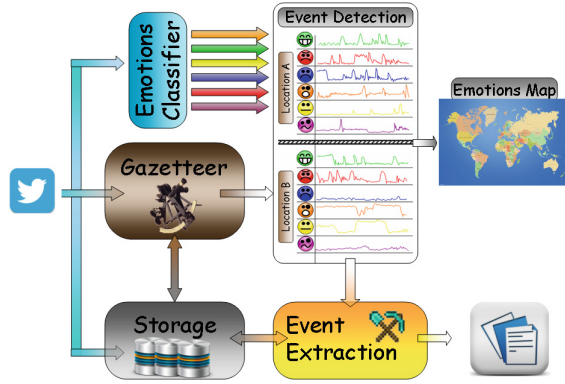 Event Detection
Emotions
Classifier
Location A
Emotions Map
Gazetteer
Location B
Storage
Event
Extraction